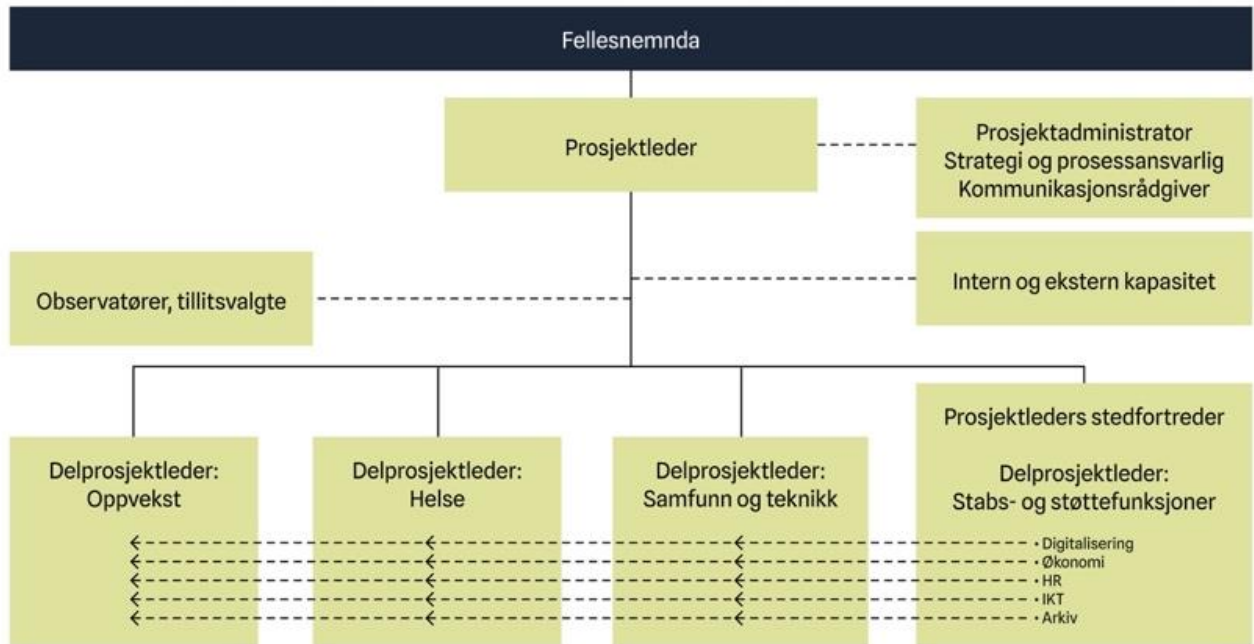 Fellesnemnda
Prosjektleder
Prosjektadministrator
Strategi og prosessansvarlig
Kommunikasjonsrådgiver
Intern og ekstern kapasitet
Observatører, tillitsvalgte
Delprosjektleder:
Oppvekst
Delprosjektleder:
Helse
Delprosjektleder:
Samfunn og teknikk
Prosjektleders stedfortreder
Delprosjektleder:
Stabs- og støttefunksjoner
• Digitalisering
• Økonomi
• HR
• IKT
• Arkiv